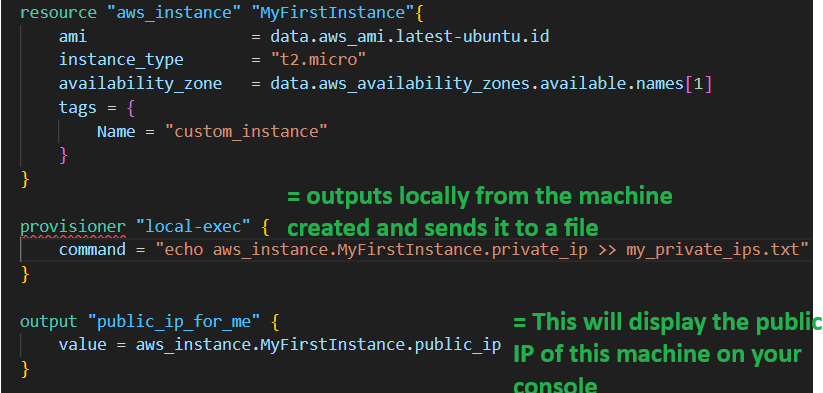 resource "aws_instance" "MyFirstInstance"{
ami = data.aws_ami.latest-ubuntu.id
instance_type = "t2.micro"
availability_zone = data.aws_availability_zones.available.names[1]
tags = {
Name = "custom_instance"
}
}
= outputs locally from the machine
created and sends it to a file
provisioner "local-exec" {
command = "echo aws_instance.MyFirstInstance.private_ip >> my_private_ips.txt"
}
output "public_ip_for_me" {
value = aws_instance.MyFirstInstance.public_ip
}
= This will display the public
IP of this machine on your
console